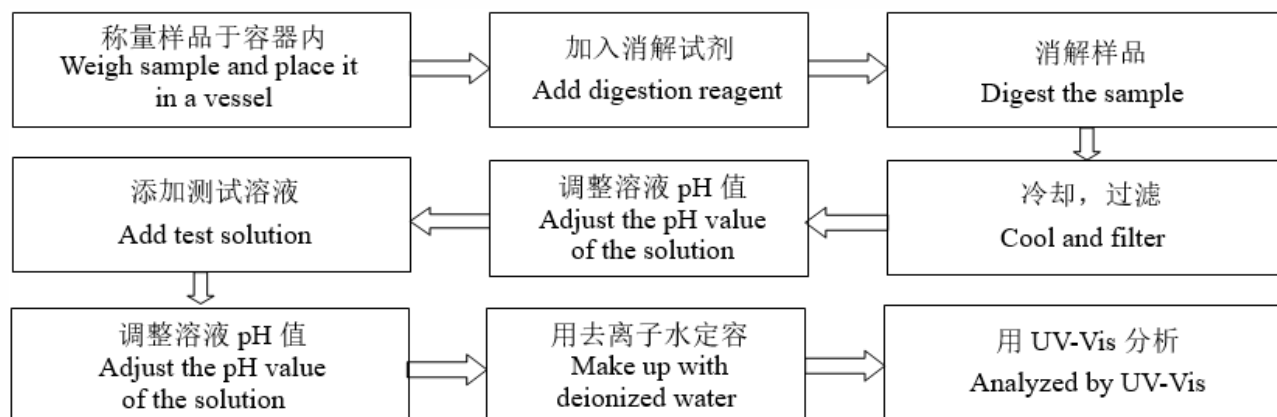 称量样品于容器内
Weigh sample and place it
in a vessel
加入消解试剂
Add digestion reagent
消解样品
Digest the sample
冷却，过滤
Cool and filter
调整溶液 pH 值
Adjust the pH value
of the solution
添加测试溶液
Add test solution
调整溶液 pH 值
Adjust the pH value
of the solution
用去离子水定容
Make up with
deionized water
用 UV-Vis 分析
Analyzed by UV-Vis